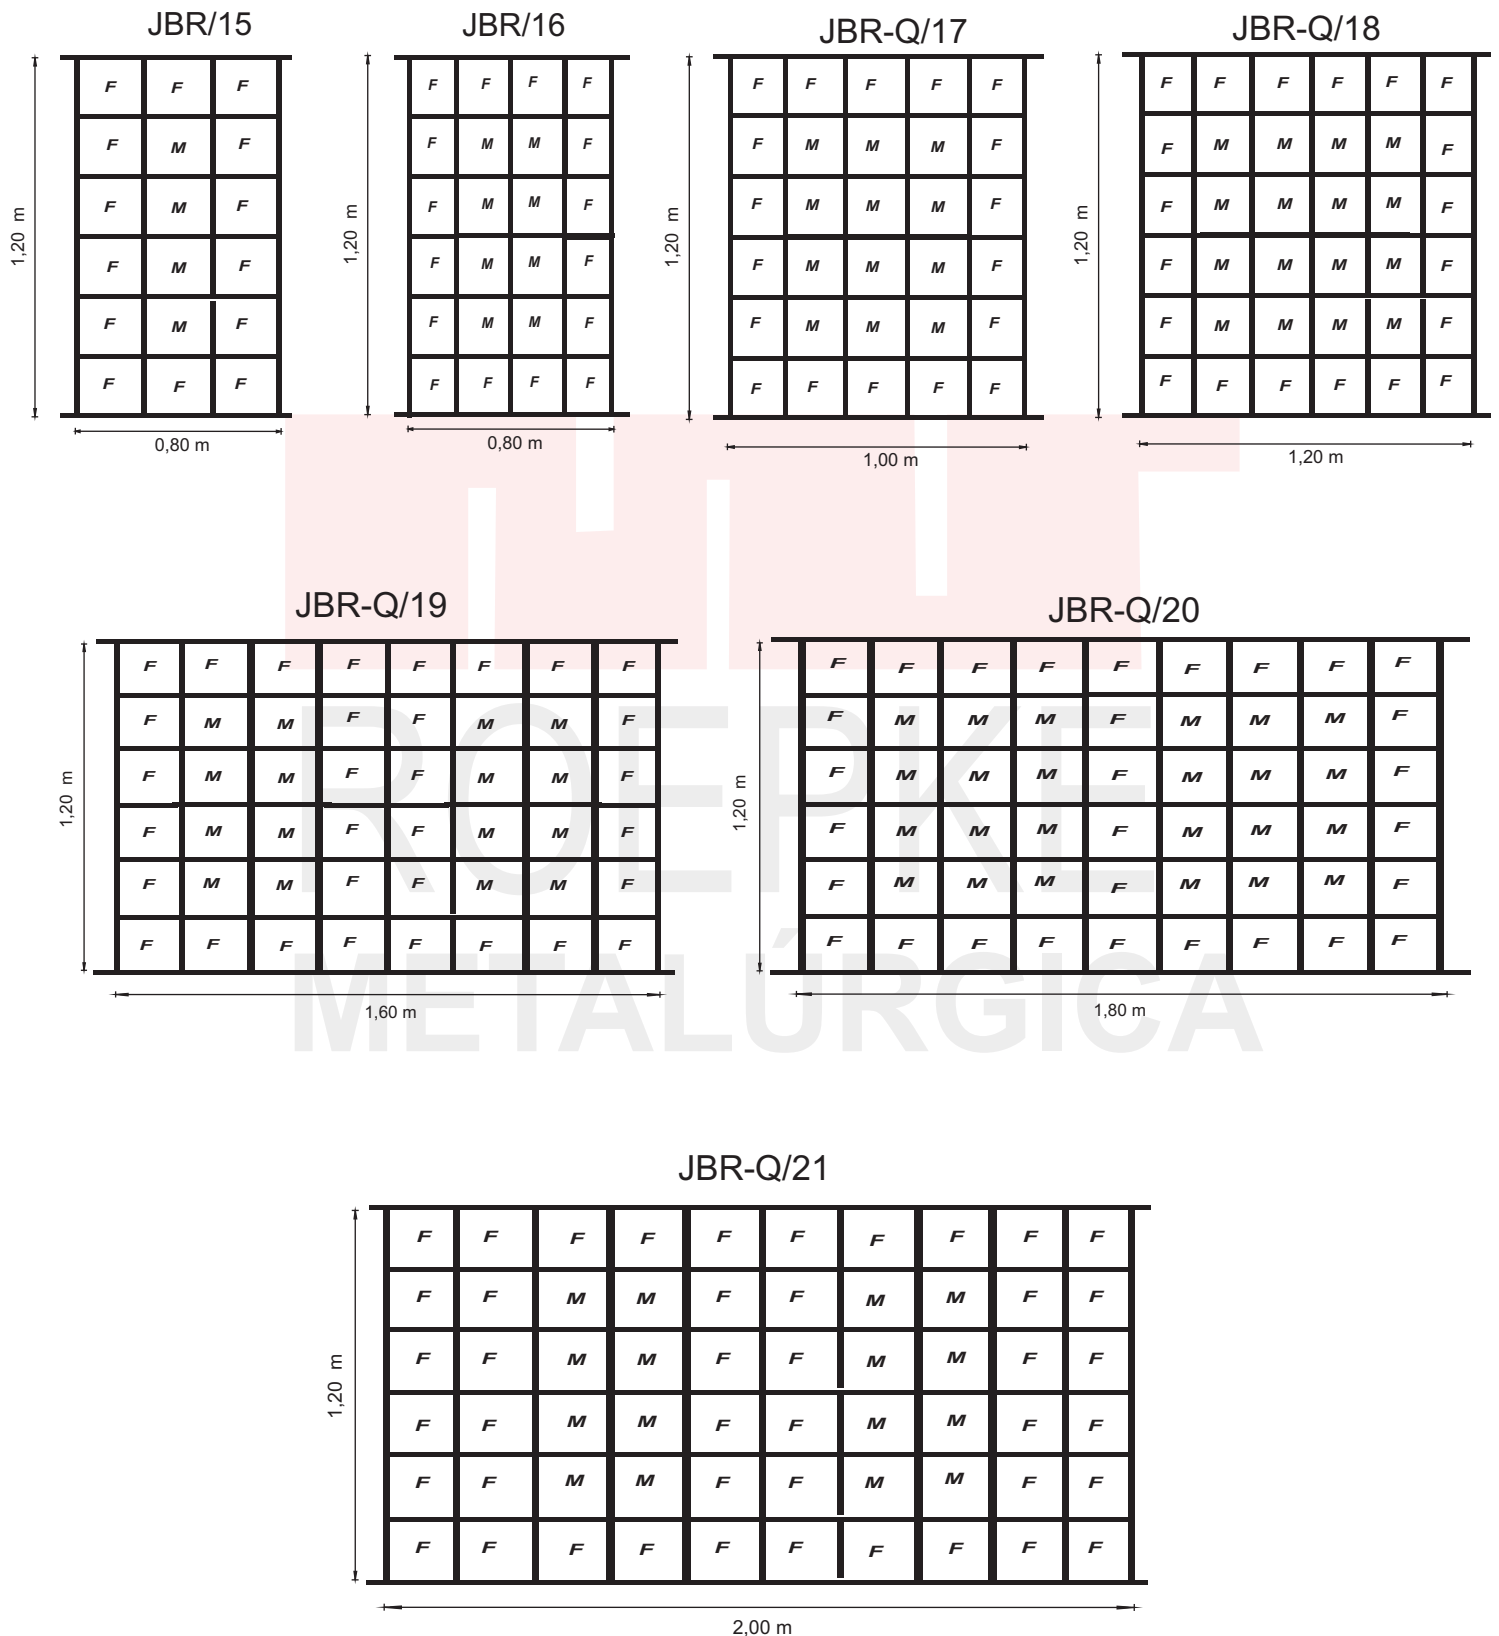 JBR/15 JBR/16 JBR-Q/17 JBR-Q/18
F F F F F F F F F F F F F F F F F F
F M F F M M F F M M M F F M M M M F
F M F F M M F F M M M F F M M M M F
1,20 m 1,20 m 1,20 m 1,20 m
F M F F M M F F M M M F F M M M M F
F M F F M M F F M M M F F M M M M F
F F F F F F F F F F F F F F F F F F
0,80 m 0,80 m 1,00 m 1,20 m
JBR-Q/19 JBR-Q/20
F F F F F F F F F F F F F F F F F
F M M F F M M F F M M M F M M M F
F M M F F M M F F M M M F M M M F
1,20 m 1,20 m
F M M F F M M F F M M M F M M M F
F M M F F M M F F M M M F M M M F
F F F F F F F F F F F F F F F F F
1,60 m 1,80 m
ROEPKE
METALÚRGICA
JBR-Q/21
F F F F F F F F F F
F F M M F F M M F F
F F M M F F M M F F
1,20 m
F F M M F F M M F F
F F M M F F M M F F
F F F F F F F F F F
2,00 m